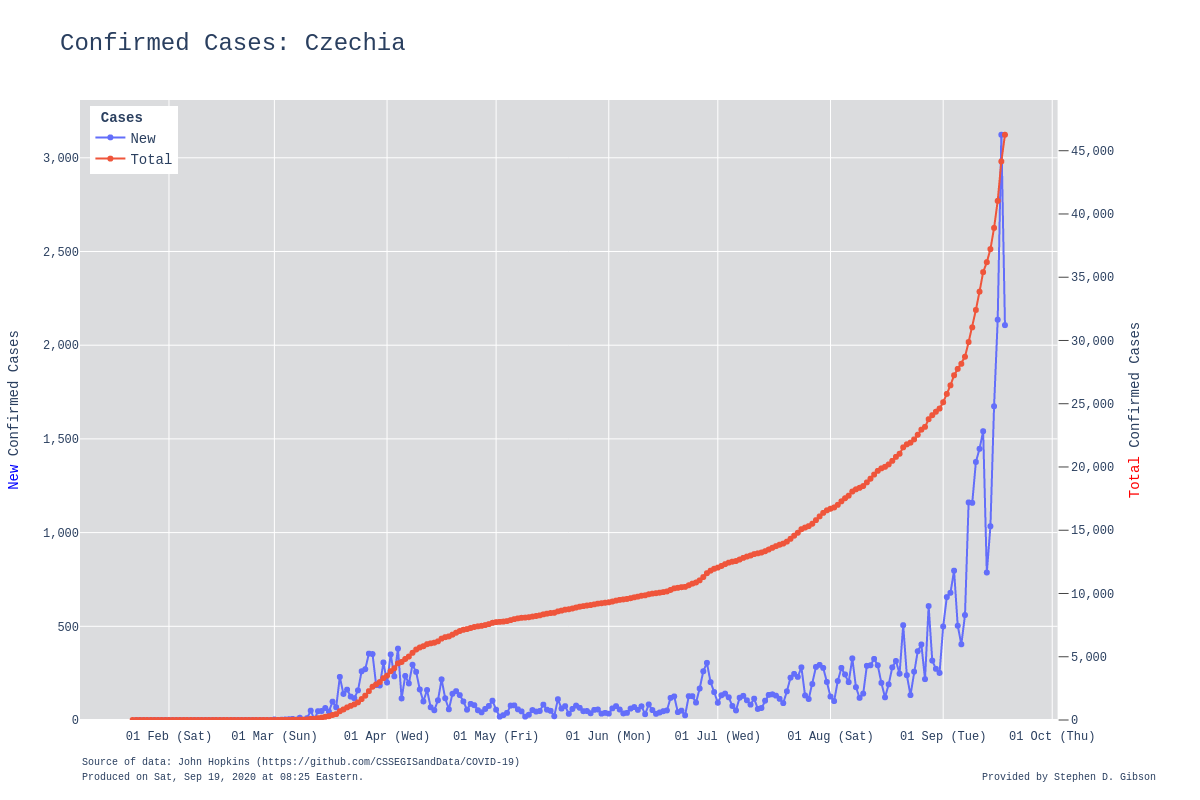 Confirmed Cases: Czechia
Cases
New
Total
3,000
2,500
2,000
1,500
1,000
500
0
New Confirmed Cases
45,000
40,000
35,000
30,000
25,000
20,000
15,000
10,000
5,000
0
Total Confirmed Cases
01 Feb (Sat) 01 Mar (Sun) 01 Apr (Wed) 01 May (Fri) 01 Jun (Mon) 01 Jul (Wed) 01 Aug (Sat) 01 Sep (Tue) 01 Oct (Thu)
Source of data: John Hopkins (https://github.com/CSSEGISandData/COVID-19)
Produced on Sat, Sep 19, 2020 at 08:25 Eastern.
Provided by Stephen D. Gibson